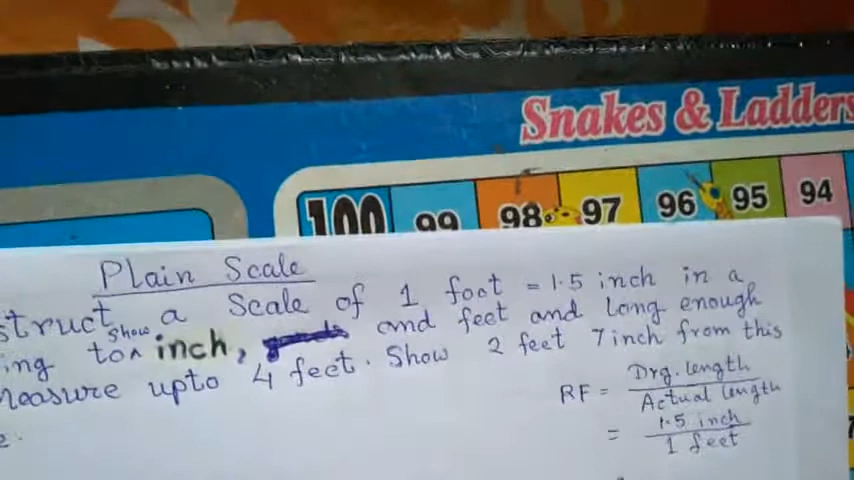 Snakes & Ladders
100 99 98 97 96 95 94
Plain Scale
struct a Scale of 1 foot = 1.5 inch in a
ing to show inch, and feet and long enough
measure upto 4 feet. Show 2 feet 7 inch from this
RF = Drg. length
Actual length
= 1.5 inch
1 feet